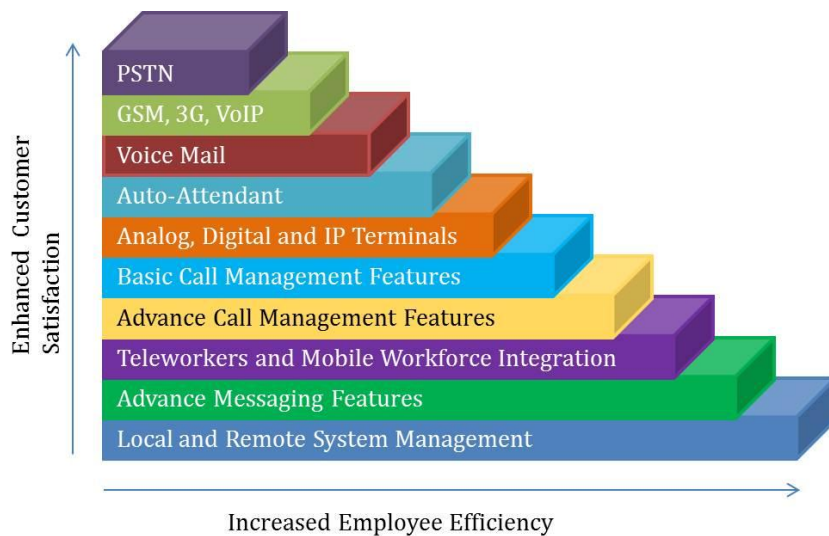 PSTN
GSM, 3G, VoIP
Voice Mail
Auto-Attendant
Analog, Digital and IP Terminals
Basic Call Management Features
Advance Call Management Features
Teleworkers and Mobile Workforce Integration
Advance Messaging Features
Local and Remote System Management
Enhanced Customer
Satisfaction
Increased Employee Efficiency